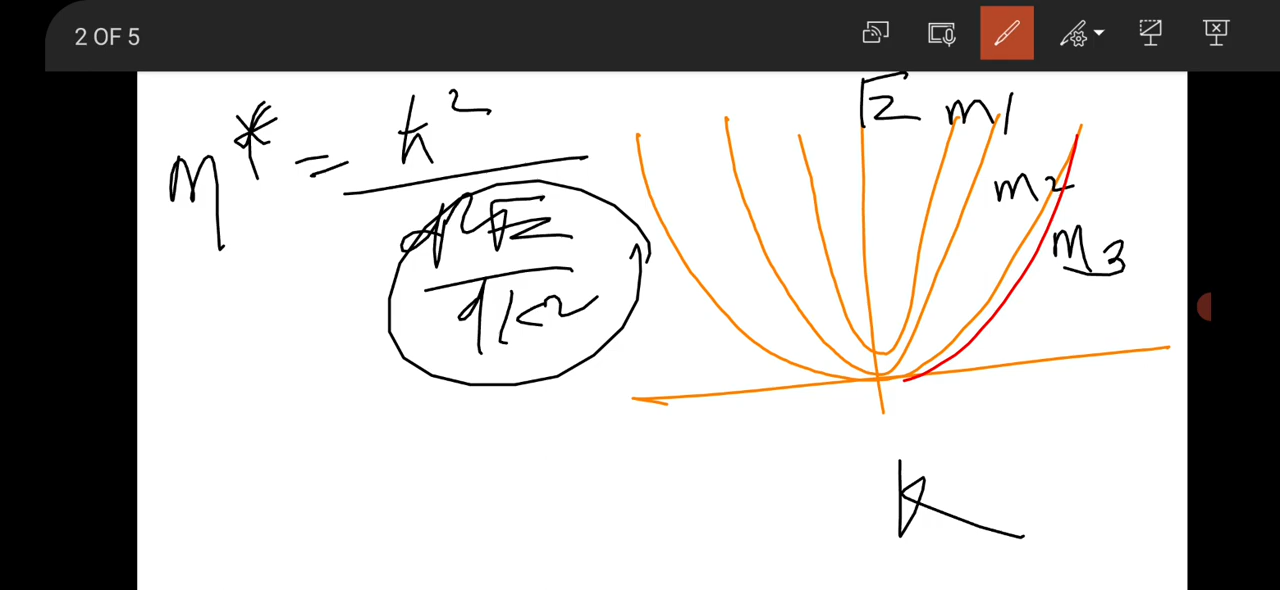 2 OF 5
m* = ħ²
d²E
dk²
E
m1
m2
m3
K